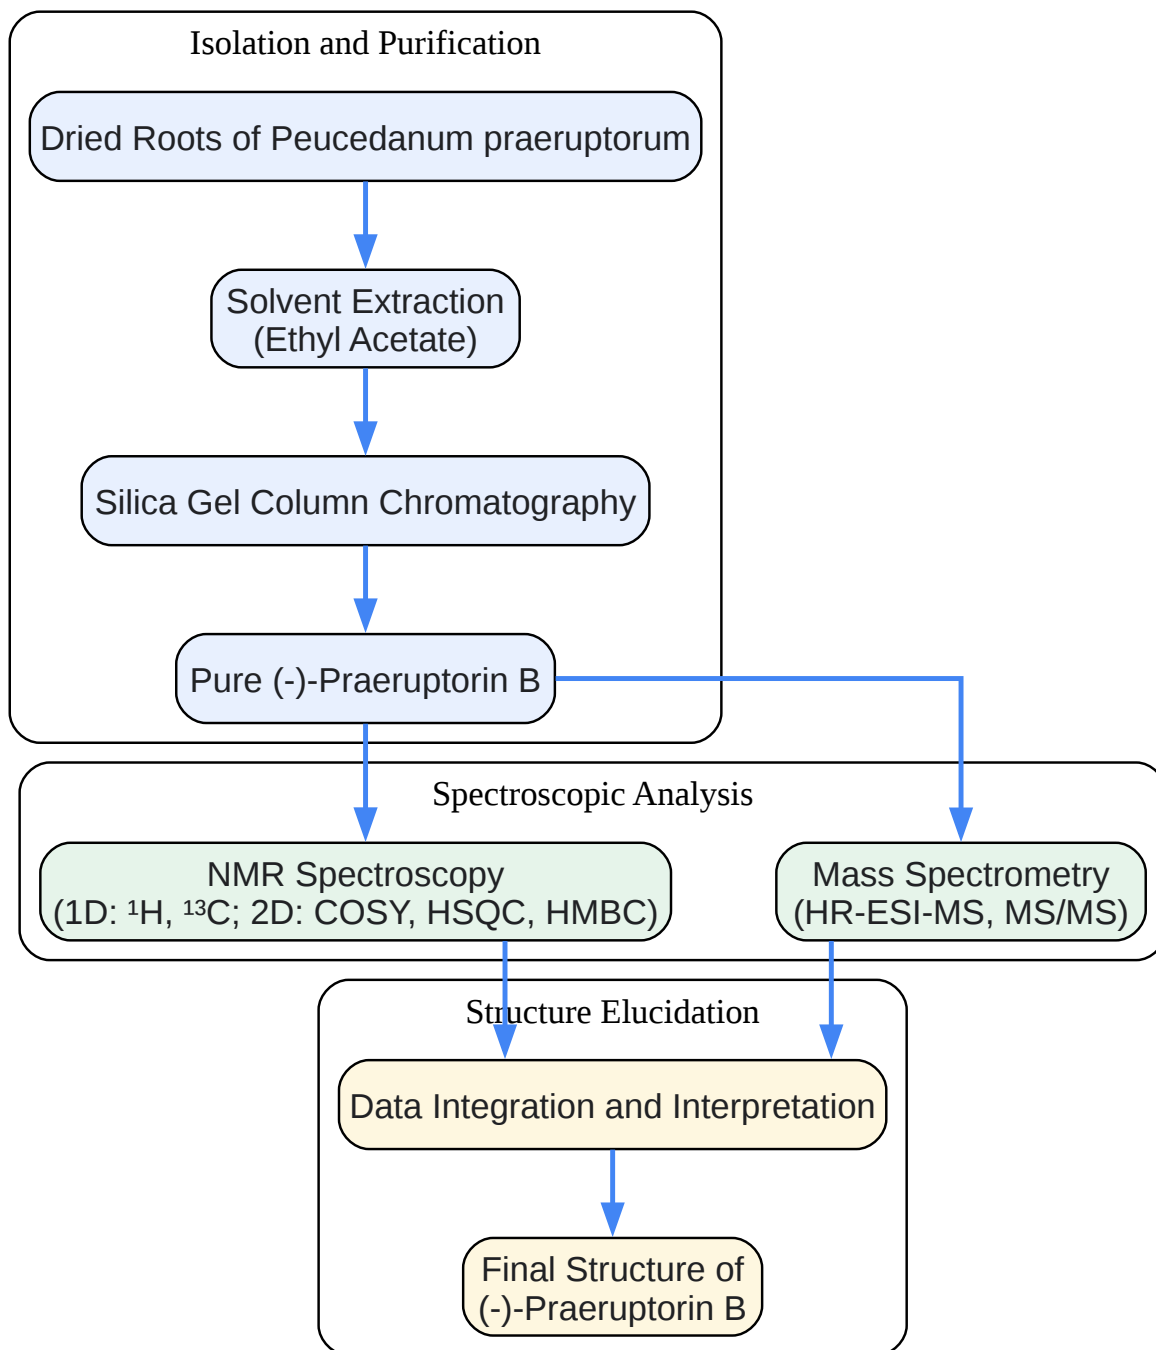 Isolation and Purification
Dried Roots of Peucedanum praeruptorum
Solvent Extraction
(Ethyl Acetate)
Silica Gel Column Chromatography
Pure (-)-Praeruptorin B
Spectroscopic Analysis
NMR Spectroscopy
(1D: ¹H, ¹³C; 2D: COSY, HSQC, HMBC)
Mass Spectrometry
(HR-ESI-MS, MS/MS)
Structure Elucidation
Data Integration and Interpretation
Final Structure of
(-)-Praeruptorin B